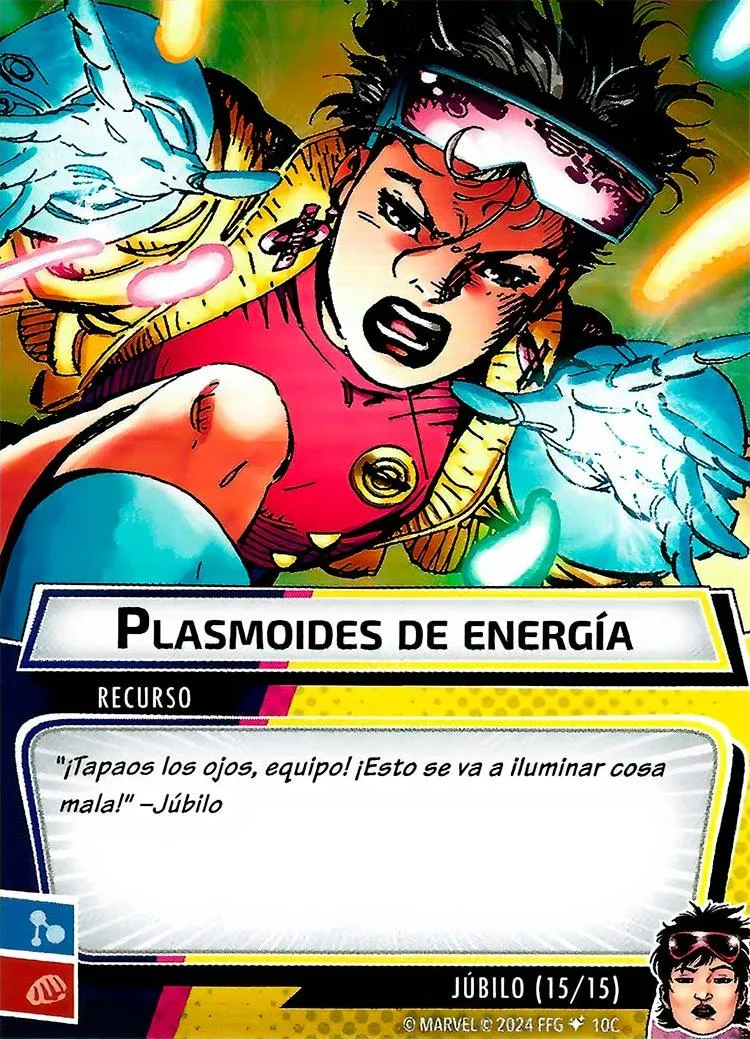 PLASMOIDES DE ENERGÍA
RECURSO
"¡Tapaos los ojos, equipo! ¡Esto se va a iluminar cosa
mala!" –Júbilo
JÚBILO (15/15)
© MARVEL © 2024 FFG 10C